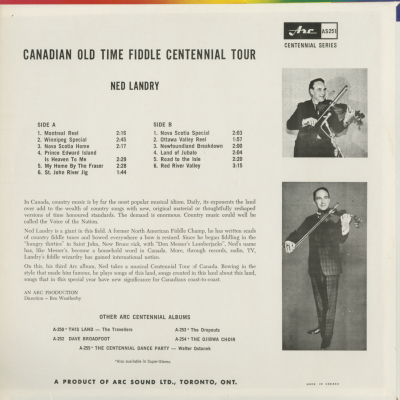 Arc AS251
CENTENNIAL SERIES
CANADIAN OLD TIME FIDDLE CENTENNIAL TOUR
NED LANDRY
SIDE A
1. Montreal Reel 2:16
2. Winnipeg Special 2:45
3. Nova Scotia Home 2:17
4. Prince Edward Island
Is Heaven To Me 2:29
5. My Home By The Fraser 2:28
6. St. John River Jig 1:44
SIDE B
1. Nova Scotia Special 2:03
2. Ottawa Valley Reel 1:57
3. Newfoundland Breakdown 2:00
4. Land of Jubale 2:04
5. Road to the Isle 2:20
6. Red River Valley 3:15
In Canada, country music is by far the most popular musical idiom. Daily, its exponents the land
over add to the wealth of country songs with new, original material or thoughtfully reshaped
versions of time honoured standards. The demand is enormous. Country music could well be
called the Voice of the Nation.
Ned Landry is a giant in this field. A former North American Fiddle Champ, he has written scads
of country fiddle tunes and bowed everywhere a bow is rosined. Since he began fiddling in the
"hungry thirties" in Saint John, New Bruns wick, with "Don Messer's Lumberjacks", Ned's name
has, like Messer's become a household word in Canada. More, through records, radio, TV,
Landry's fiddle wizardry has gained international notice.
On this, his third Arc album, Ned takes a musical Centennial Tour of Canada. Bowing in the
style that made him famous, he plays songs of this land, songs created in this land about this land,
songs that in this special year have new significance for Canadians coast-to-coast.
AN ARC PRODUCTION
Direction – Ben Weatherby
OTHER ARC CENTENNIAL ALBUMS
A-250* THIS LAND — The Travellers
A-252 DAVE BROADFOOT
A-253* The Dropouts
A-254* THE OJIBWA CHOIR
A-255* THE CENTENNIAL DANCE PARTY — Walter Ostanek
*Also available in Super-Stereo.
A PRODUCT OF ARC SOUND LTD., TORONTO, ONT.
MADE IN CANADA